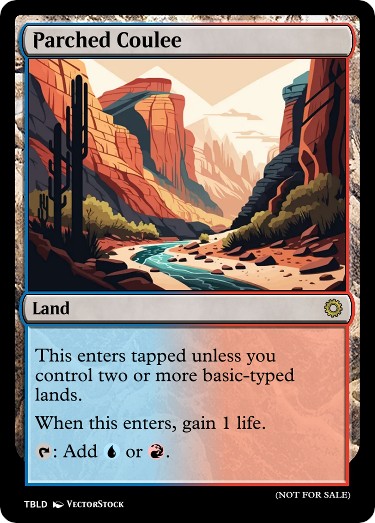 Parched Coulee
Land
This enters tapped unless you
control two or more basic-typed
lands.
When this enters, gain 1 life.
: Add or .
(NOT FOR SALE)
TBLD VectorStock